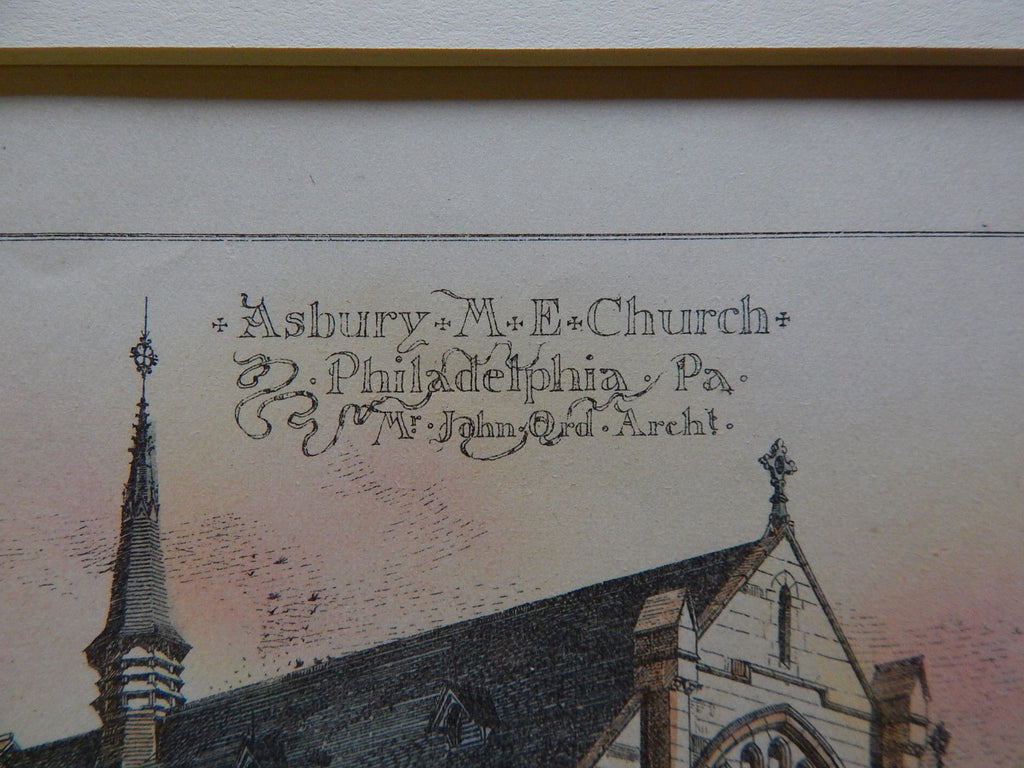 + Asbury + M + E + Church +
· Philadelphia · Pa ·
Mr. · John · Ord · Archt. ·